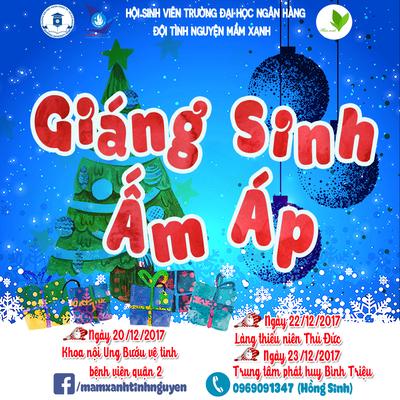 HỘI SINH VIÊN TRƯỜNG ĐẠI HỌC NGÂN HÀNG
ĐỘI TÌNH NGUYỆN MẦM XANH
Giáng Sinh
Ấm Áp
Ngày 20/12/2017
Khoa nội Ung Bướu vệ tinh
bệnh viện quận 2
Ngày 22/12/2017
Làng thiếu niên Thủ Đức
Ngày 23/12/2017
Trung tâm phát huy Bình Triệu
/mamxanhtinhnguyen
0969091347 (Hồng Sinh)